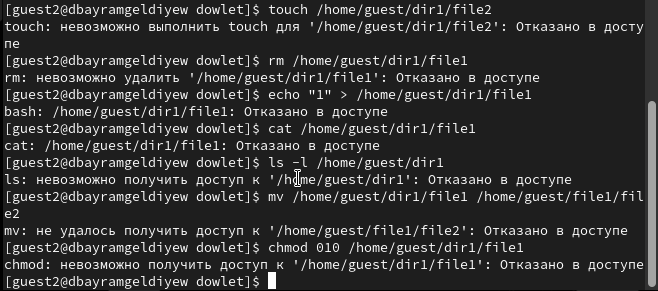 [guest2@dbayramgeldiyew dowlet]$ touch /home/guest/dir1/file2
touch: невозможно выполнить touch для '/home/guest/dir1/file2': Отказано в досту
пе
[guest2@dbayramgeldiyew dowlet]$ rm /home/guest/dir1/file1
rm: невозможно удалить '/home/guest/dir1/file1': Отказано в доступе
[guest2@dbayramgeldiyew dowlet]$ echo "1" > /home/guest/dir1/file1
bash: /home/guest/dir1/file1: Отказано в доступе
[guest2@dbayramgeldiyew dowlet]$ cat /home/guest/dir1/file1
cat: /home/guest/dir1/file1: Отказано в доступе
[guest2@dbayramgeldiyew dowlet]$ ls -l /home/guest/dir1
ls: невозможно получить доступ к '/home/guest/dir1': Отказано в доступе
[guest2@dbayramgeldiyew dowlet]$ mv /home/guest/dir1/file1 /home/guest/file1/fil
e2
mv: не удалось получить доступ к '/home/guest/file1/file2': Отказано в доступе
[guest2@dbayramgeldiyew dowlet]$ chmod 010 /home/guest/dir1/file1
chmod: невозможно получить доступ к '/home/guest/dir1/file1': Отказано в доступе
[guest2@dbayramgeldiyew dowlet]$